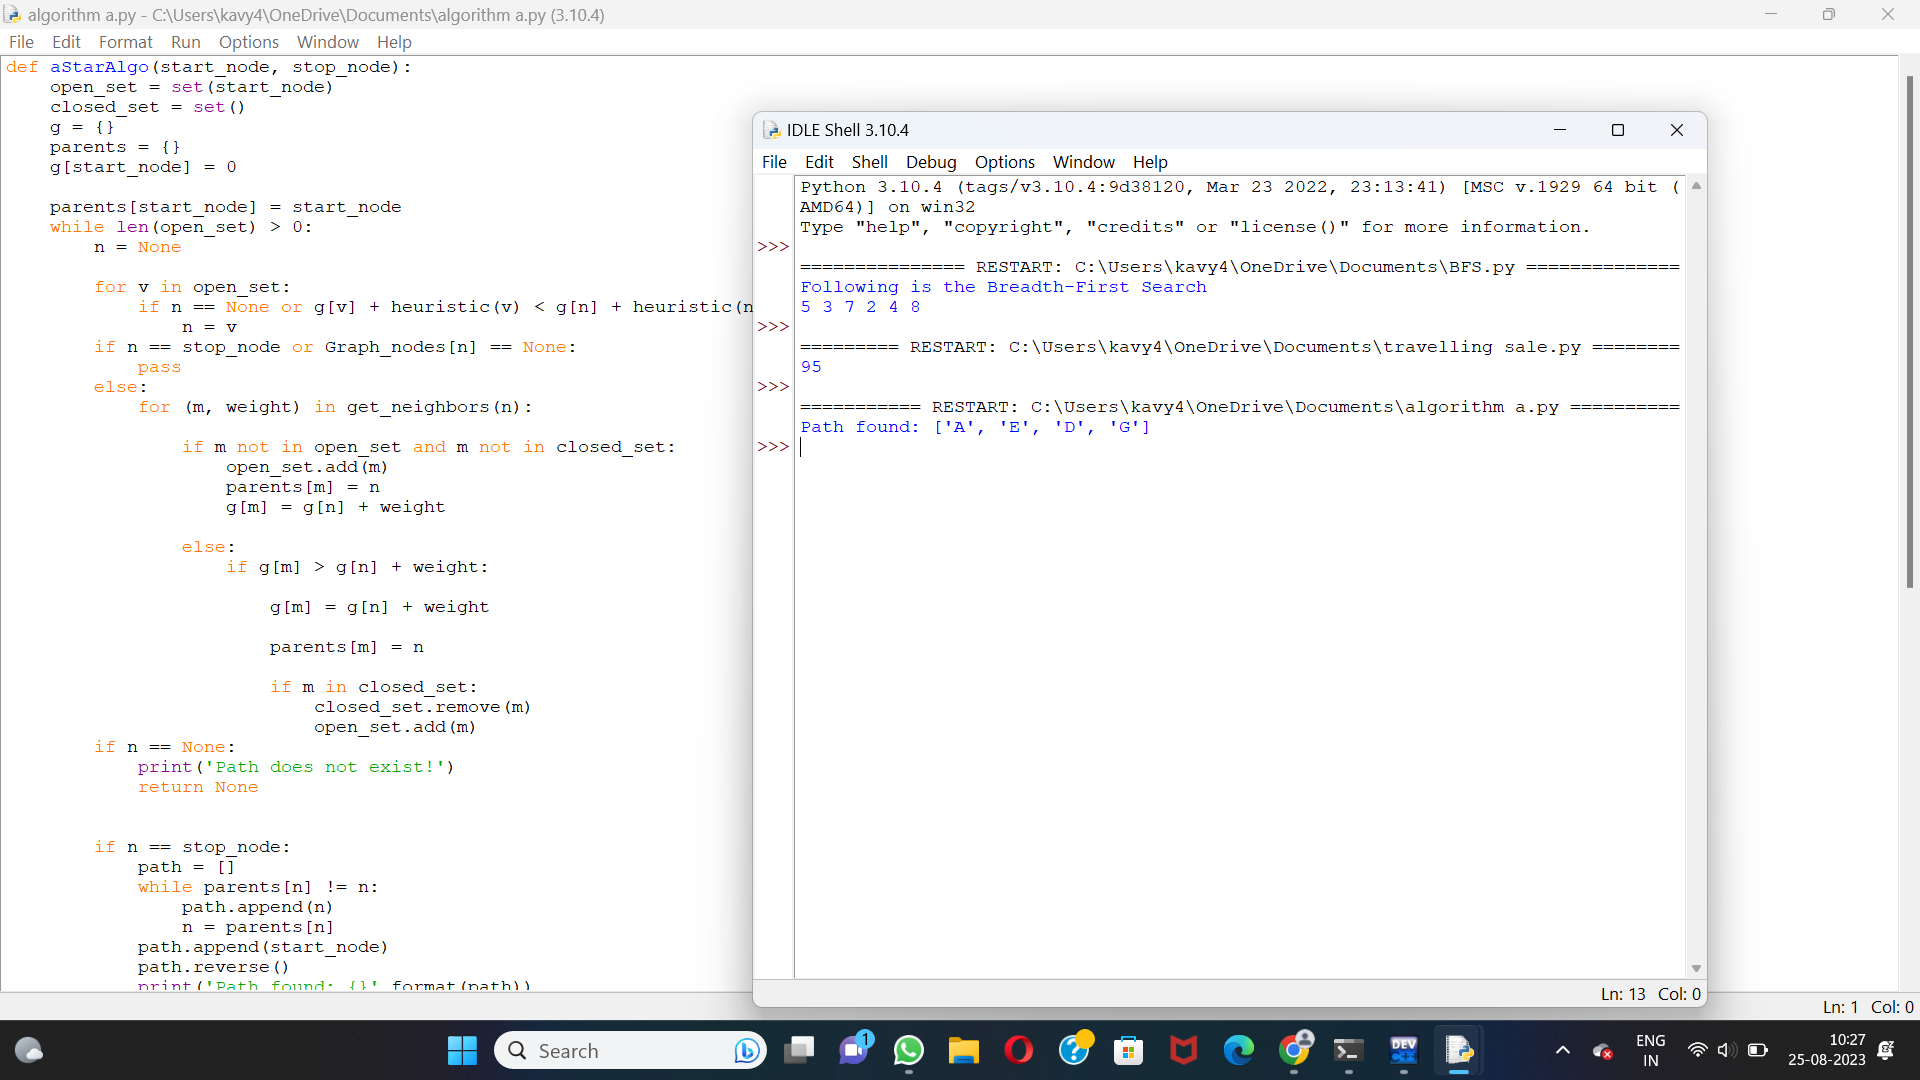 algorithm a.py - C:\Users\kavy4\OneDrive\Documents\algorithm a.py (3.10.4)
File Edit Format Run Options Window Help
def aStarAlgo(start_node, stop_node):
    open_set = set(start_node)
    closed_set = set()
    g = {}
    parents = {}
    g[start_node] = 0
    parents[start_node] = start_node
    while len(open_set) > 0:
        n = None
        for v in open_set:
            if n == None or g[v] + heuristic(v) < g[n] + heuristic(n
                n = v
        if n == stop_node or Graph_nodes[n] == None:
            pass
        else:
            for (m, weight) in get_neighbors(n):
                if m not in open_set and m not in closed_set:
                    open_set.add(m)
                    parents[m] = n
                    g[m] = g[n] + weight
                else:
                    if g[m] > g[n] + weight:
                        g[m] = g[n] + weight
                        parents[m] = n
                        if m in closed_set:
                            closed_set.remove(m)
                            open_set.add(m)
        if n == None:
            print('Path does not exist!')
            return None
        if n == stop_node:
            path = []
            while parents[n] != n:
                path.append(n)
                n = parents[n]
            path.append(start_node)
            path.reverse()
            print('Path found: {}'.format(path))
Ln: 1 Col: 0
IDLE Shell 3.10.4
File Edit Shell Debug Options Window Help
Python 3.10.4 (tags/v3.10.4:9d38120, Mar 23 2022, 23:13:41) [MSC v.1929 64 bit (
AMD64)] on win32
Type "help", "copyright", "credits" or "license()" for more information.
>>>
=============== RESTART: C:\Users\kavy4\OneDrive\Documents\BFS.py ==============
Following is the Breadth-First Search
5 3 7 2 4 8
>>>
========= RESTART: C:\Users\kavy4\OneDrive\Documents\travelling sale.py ========
95
>>>
=========== RESTART: C:\Users\kavy4\OneDrive\Documents\algorithm a.py ==========
Path found: ['A', 'E', 'D', 'G']
>>>
Ln: 13 Col: 0
Search
1
DEV
C++
ENG
IN
10:27
25-08-2023